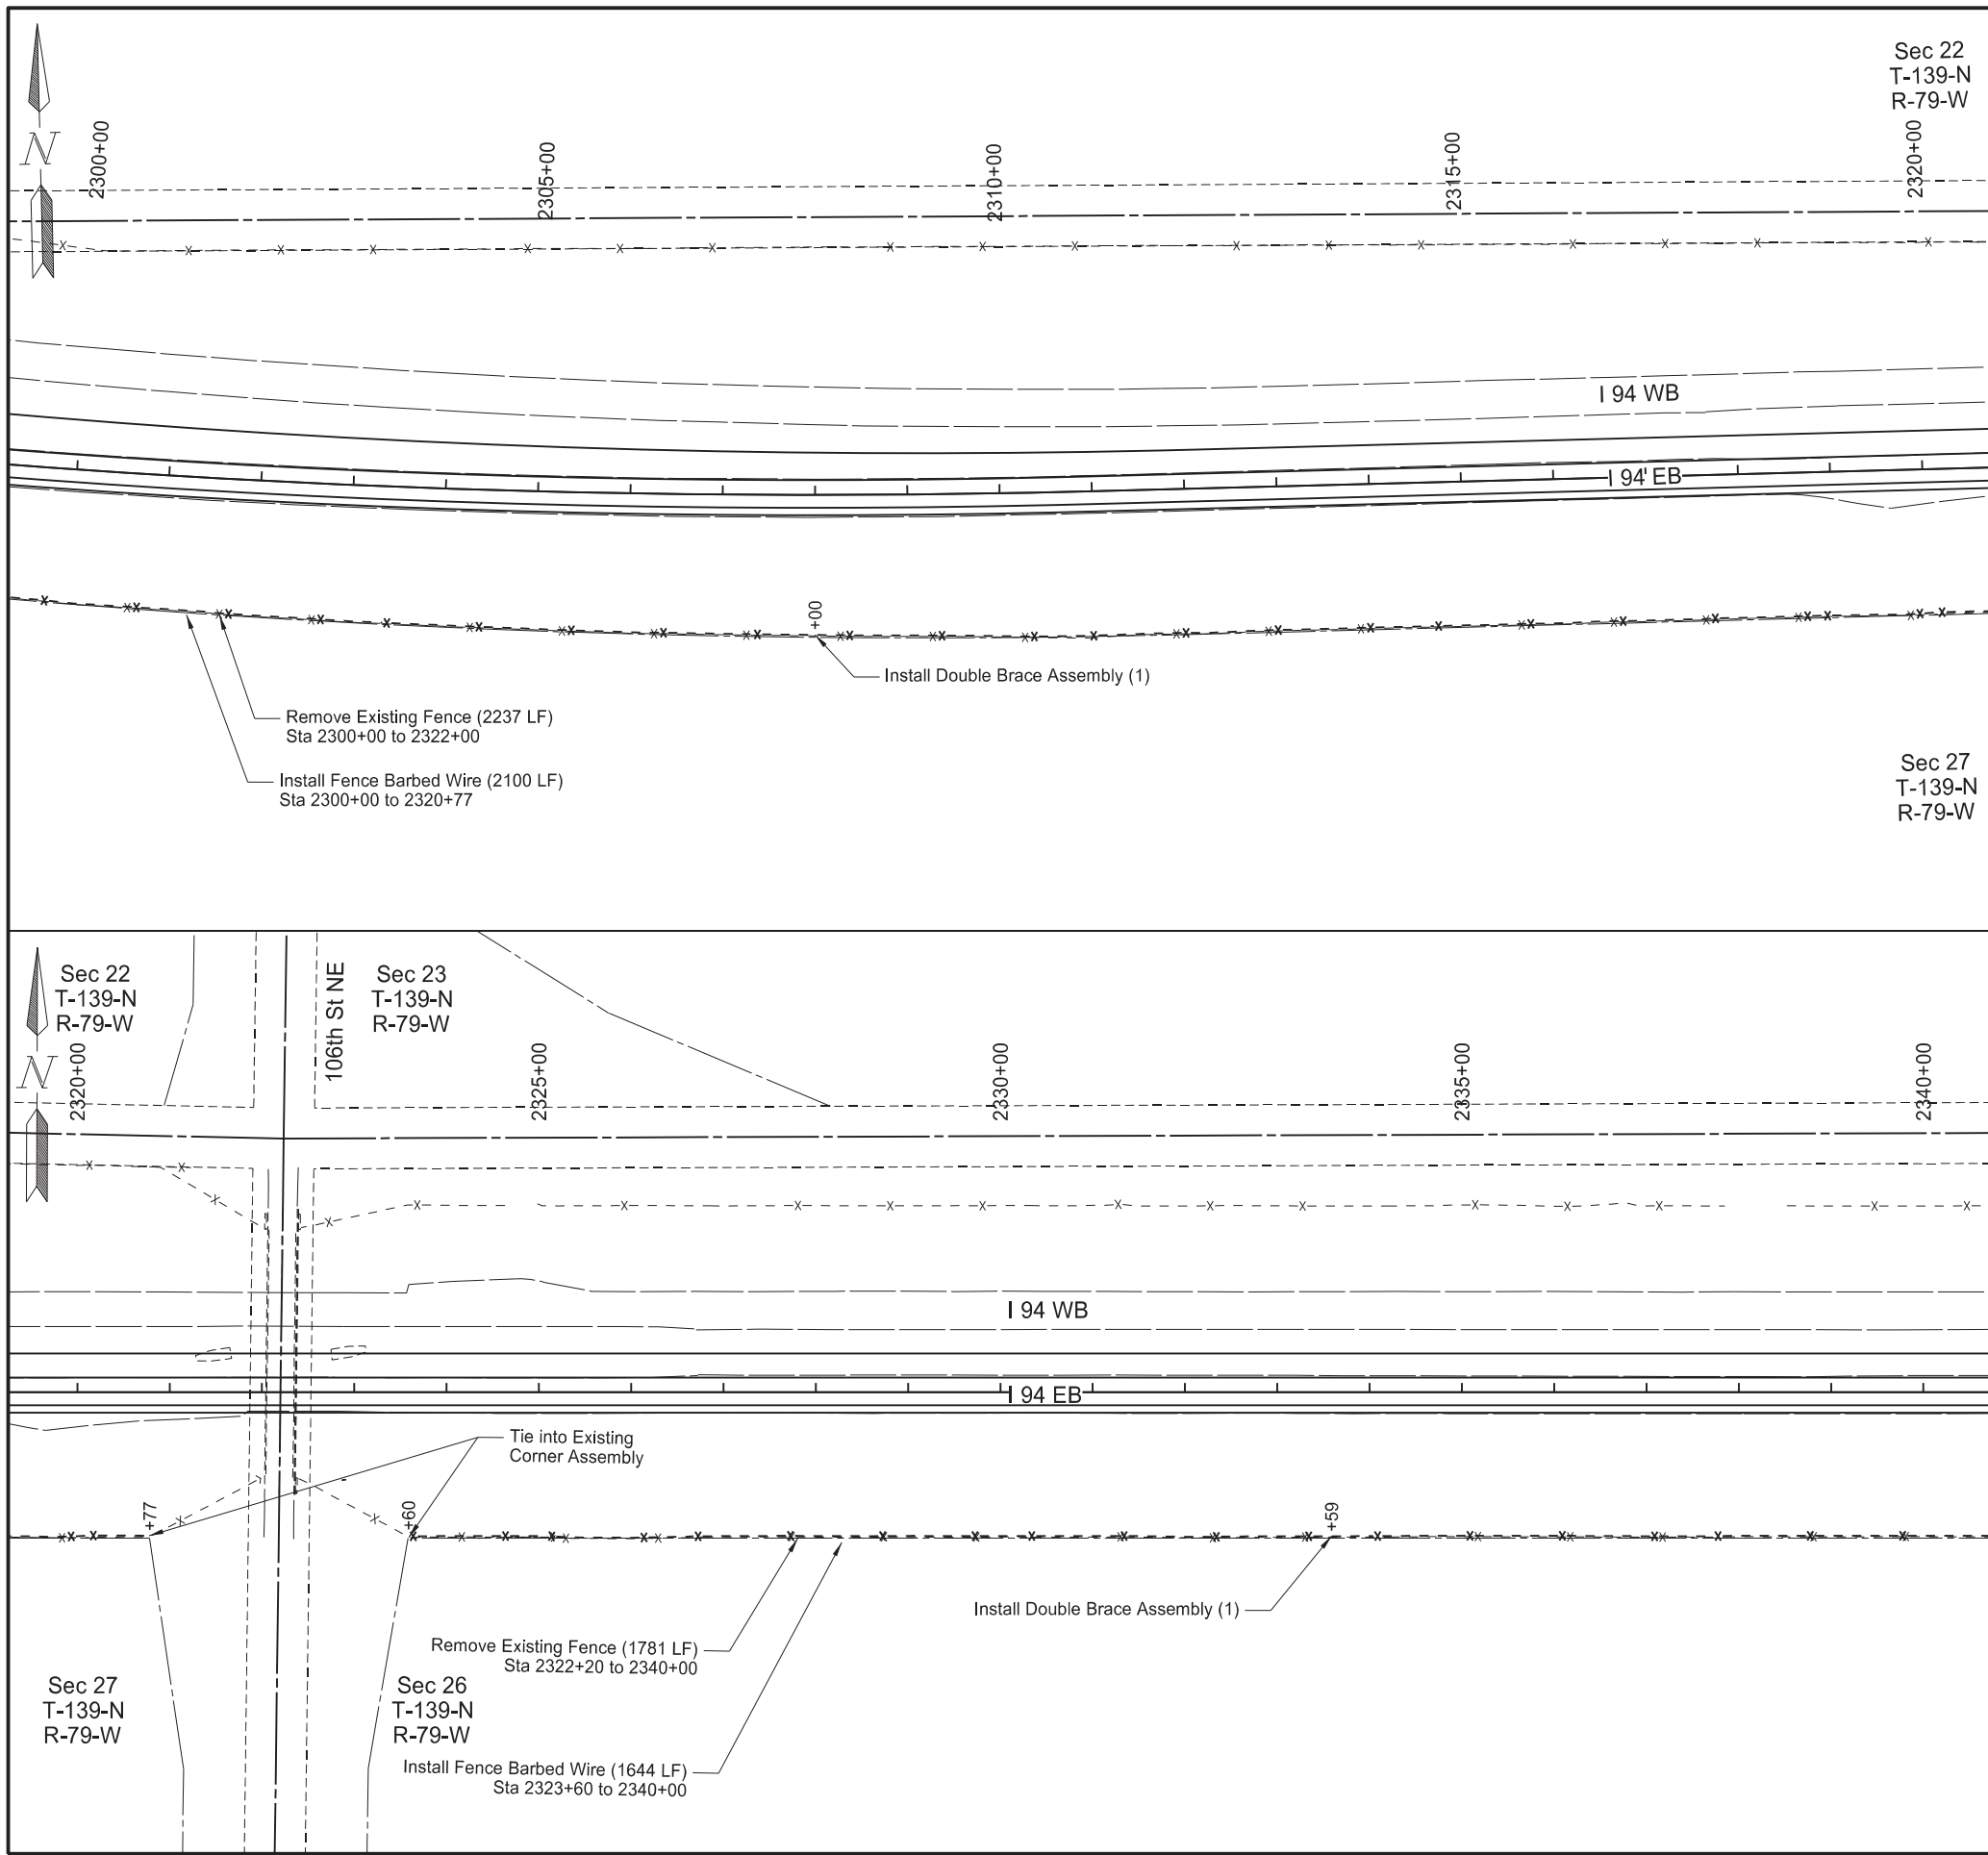 Sec 22
T-139-N
R-79-W
N
2300+00
2305+00
2310+00
2315+00
2320+00
I 94 WB
I 94 EB
+00
Install Double Brace Assembly (1)
Remove Existing Fence (2237 LF)
Sta 2300+00 to 2322+00
Install Fence Barbed Wire (2100 LF)
Sta 2300+00 to 2320+77
Sec 27
T-139-N
R-79-W
Sec 22
T-139-N
R-79-W
106th St NE
Sec 23
T-139-N
R-79-W
N
2320+00
2325+00
2330+00
2335+00
2340+00
I 94 WB
I 94 EB
Tie into Existing
Corner Assembly
+77
+60
+59
Install Double Brace Assembly (1)
Remove Existing Fence (1781 LF)
Sta 2322+20 to 2340+00
Sec 27
T-139-N
R-79-W
Sec 26
T-139-N
R-79-W
Install Fence Barbed Wire (1644 LF)
Sta 2323+60 to 2340+00